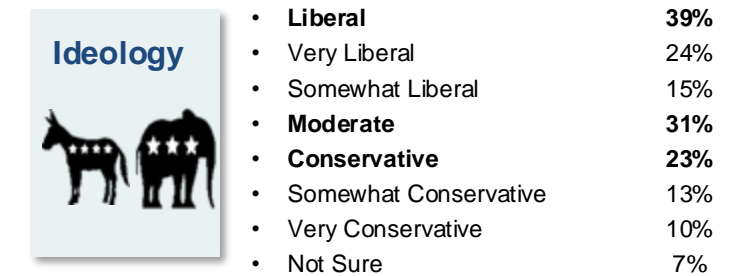 Ideology
• Liberal 39%
• Very Liberal 24%
• Somewhat Liberal 15%
• Moderate 31%
• Conservative 23%
• Somewhat Conservative 13%
• Very Conservative 10%
• Not Sure 7%